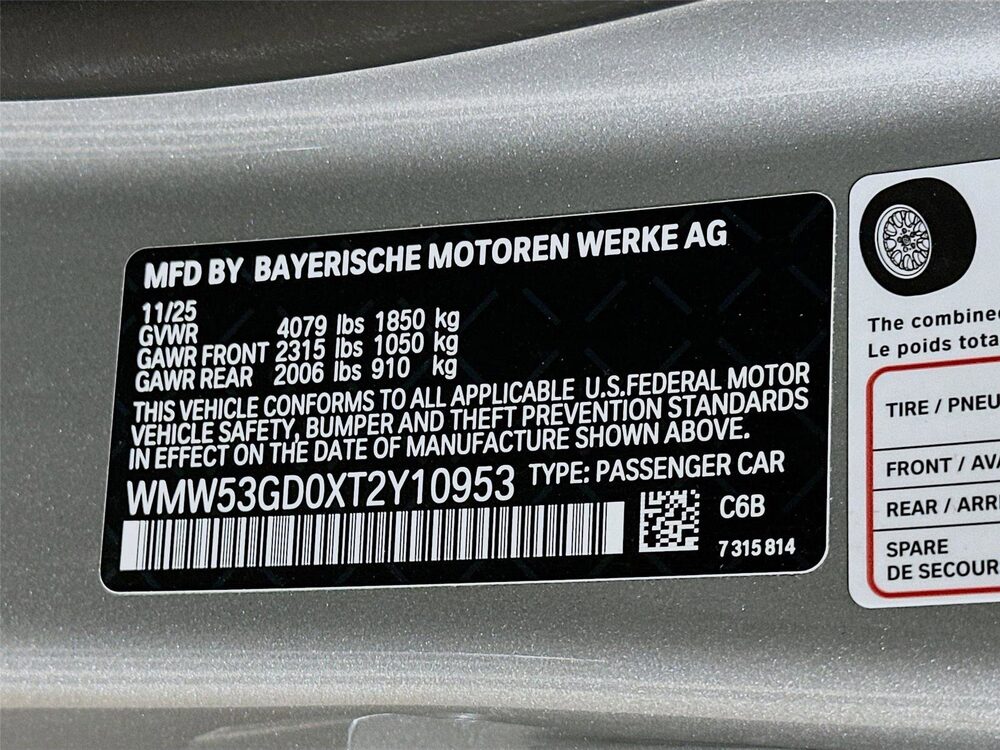 MFD BY BAYERISCHE MOTOREN WERKE AG
11/25
GVWR 4079 lbs 1850 kg
GAWR FRONT 2315 lbs 1050 kg
GAWR REAR 2006 lbs 910 kg
THIS VEHICLE CONFORMS TO ALL APPLICABLE U.S.FEDERAL MOTOR
VEHICLE SAFETY, BUMPER AND THEFT PREVENTION STANDARDS
IN EFFECT ON THE DATE OF MANUFACTURE SHOWN ABOVE.
WMW53GD0XT2Y10953 TYPE: PASSENGER CAR
C6B
7 315 814
The combined
Le poids tota
TIRE / PNEU
FRONT / AVA
REAR / ARR
SPARE
DE SECOUR